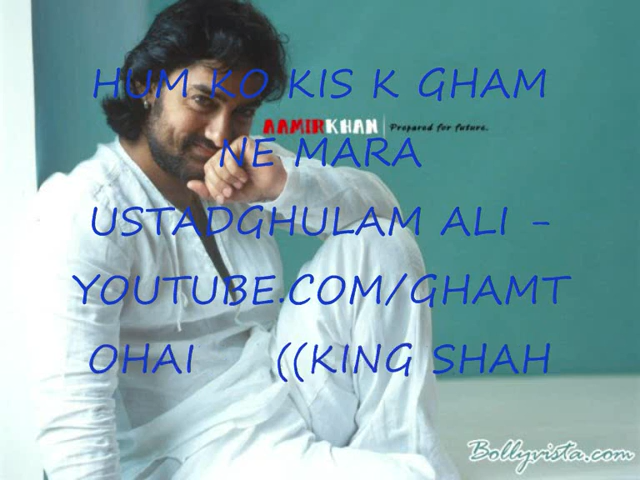 HUM KO KIS K GHAM
AAMIRKHAN Prepared for future.
NE MARA
USTADGHULAM ALI -
YOUTUBE.COM/GHAMT
OHAI ((KING SHAH
Bollyvista.com